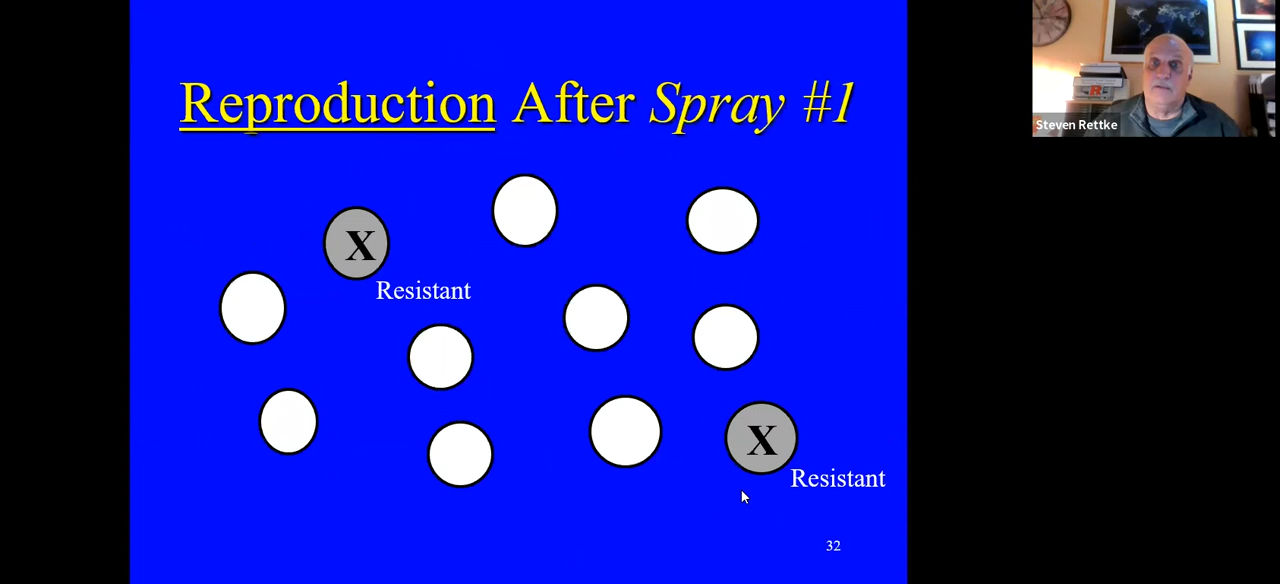 Reproduction After Spray #1
X
Resistant
X
Resistant
32
R
Steven Rettke